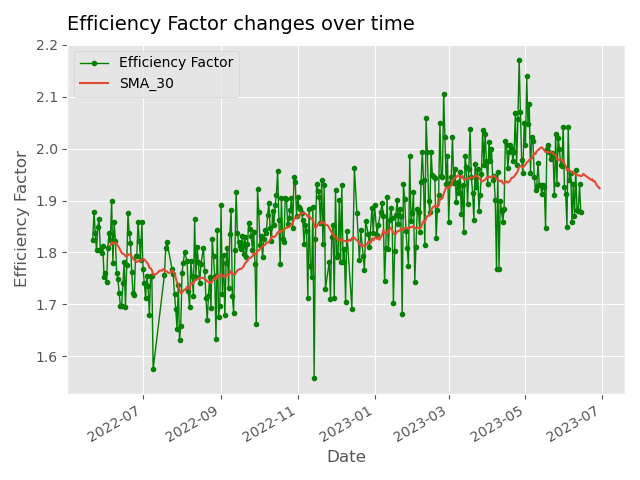 Efficiency Factor changes over time
Efficiency Factor
SMA_30
Efficiency Factor
2.2
2.1
2.0
1.9
1.8
1.7
1.6
2022-07
2022-09
2022-11
2023-01
2023-03
2023-05
2023-07
Date